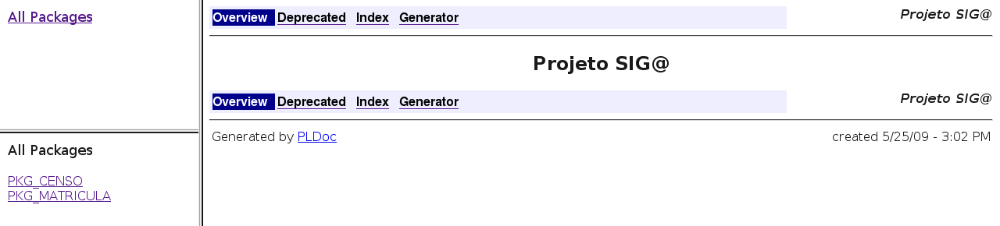 All Packages
All Packages
PKG_CENSO
PKG_MATRICULA
Overview Deprecated Index Generator Projeto SIG@
Projeto SIG@
Overview Deprecated Index Generator Projeto SIG@
Generated by PLDoc created 5/25/09 - 3:02 PM